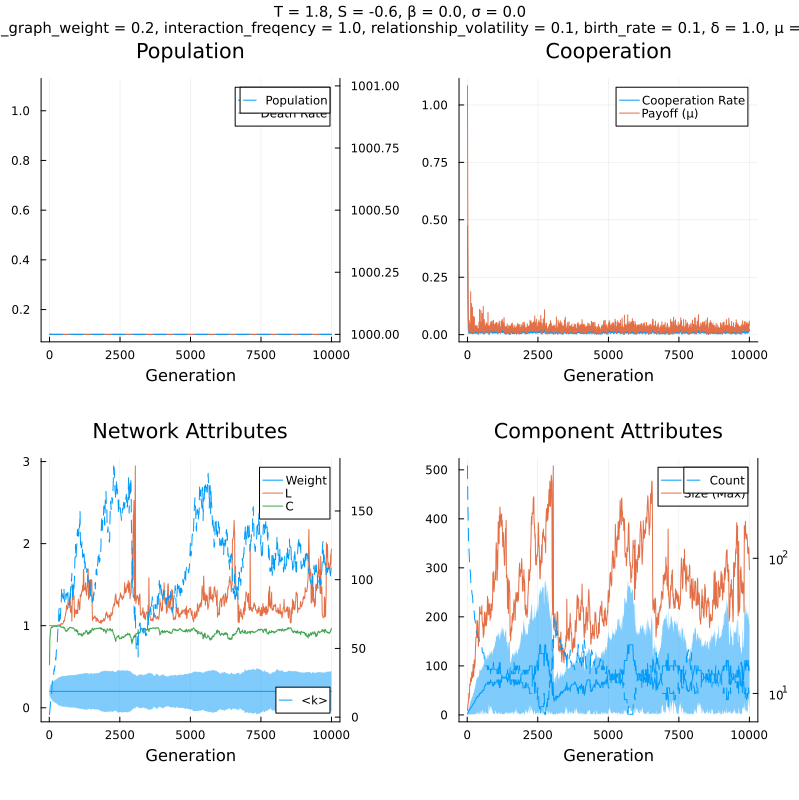 T = 1.8, S = -0.6, β = 0.0, σ = 0.0
_graph_weight = 0.2, interaction_freqency = 1.0, relationship_volatility = 0.1, birth_rate = 0.1, δ = 1.0, μ =
Population Cooperation
1.0
0.8
0.6
0.4
0.2
1001.00
1000.75
1000.50
1000.25
1000.00
Population
Death Rate
0 2500 5000 7500 10000
Generation
1.00
0.75
0.50
0.25
0.00
Cooperation Rate
Payoff (μ)
0 2500 5000 7500 10000
Generation
Network Attributes Component Attributes
3
2
1
0
150
100
50
0
Weight
L
C
<k>
0 2500 5000 7500 10000
Generation
500
400
300
200
100
0
10²
10¹
Count
Size (Max)
0 2500 5000 7500 10000
Generation